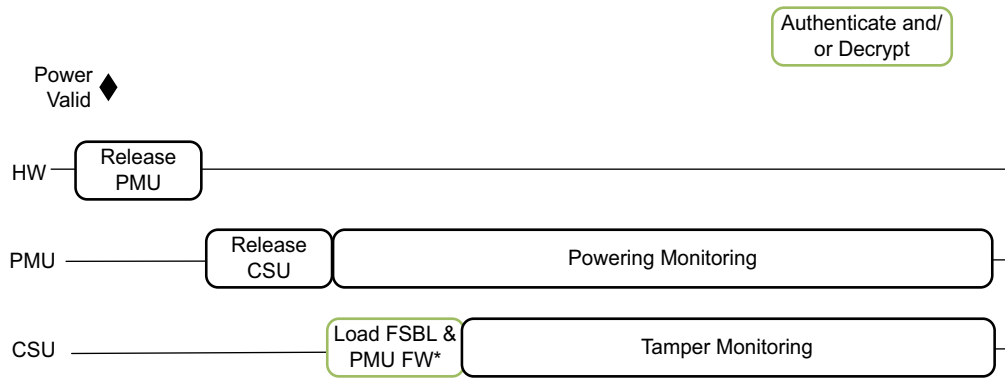 Authenticate and/
or Decrypt
Power
Valid
HW
Release
PMU
PMU
Release
CSU
Powering Monitoring
CSU
Load FSBL &
PMU FW*
Tamper Monitoring